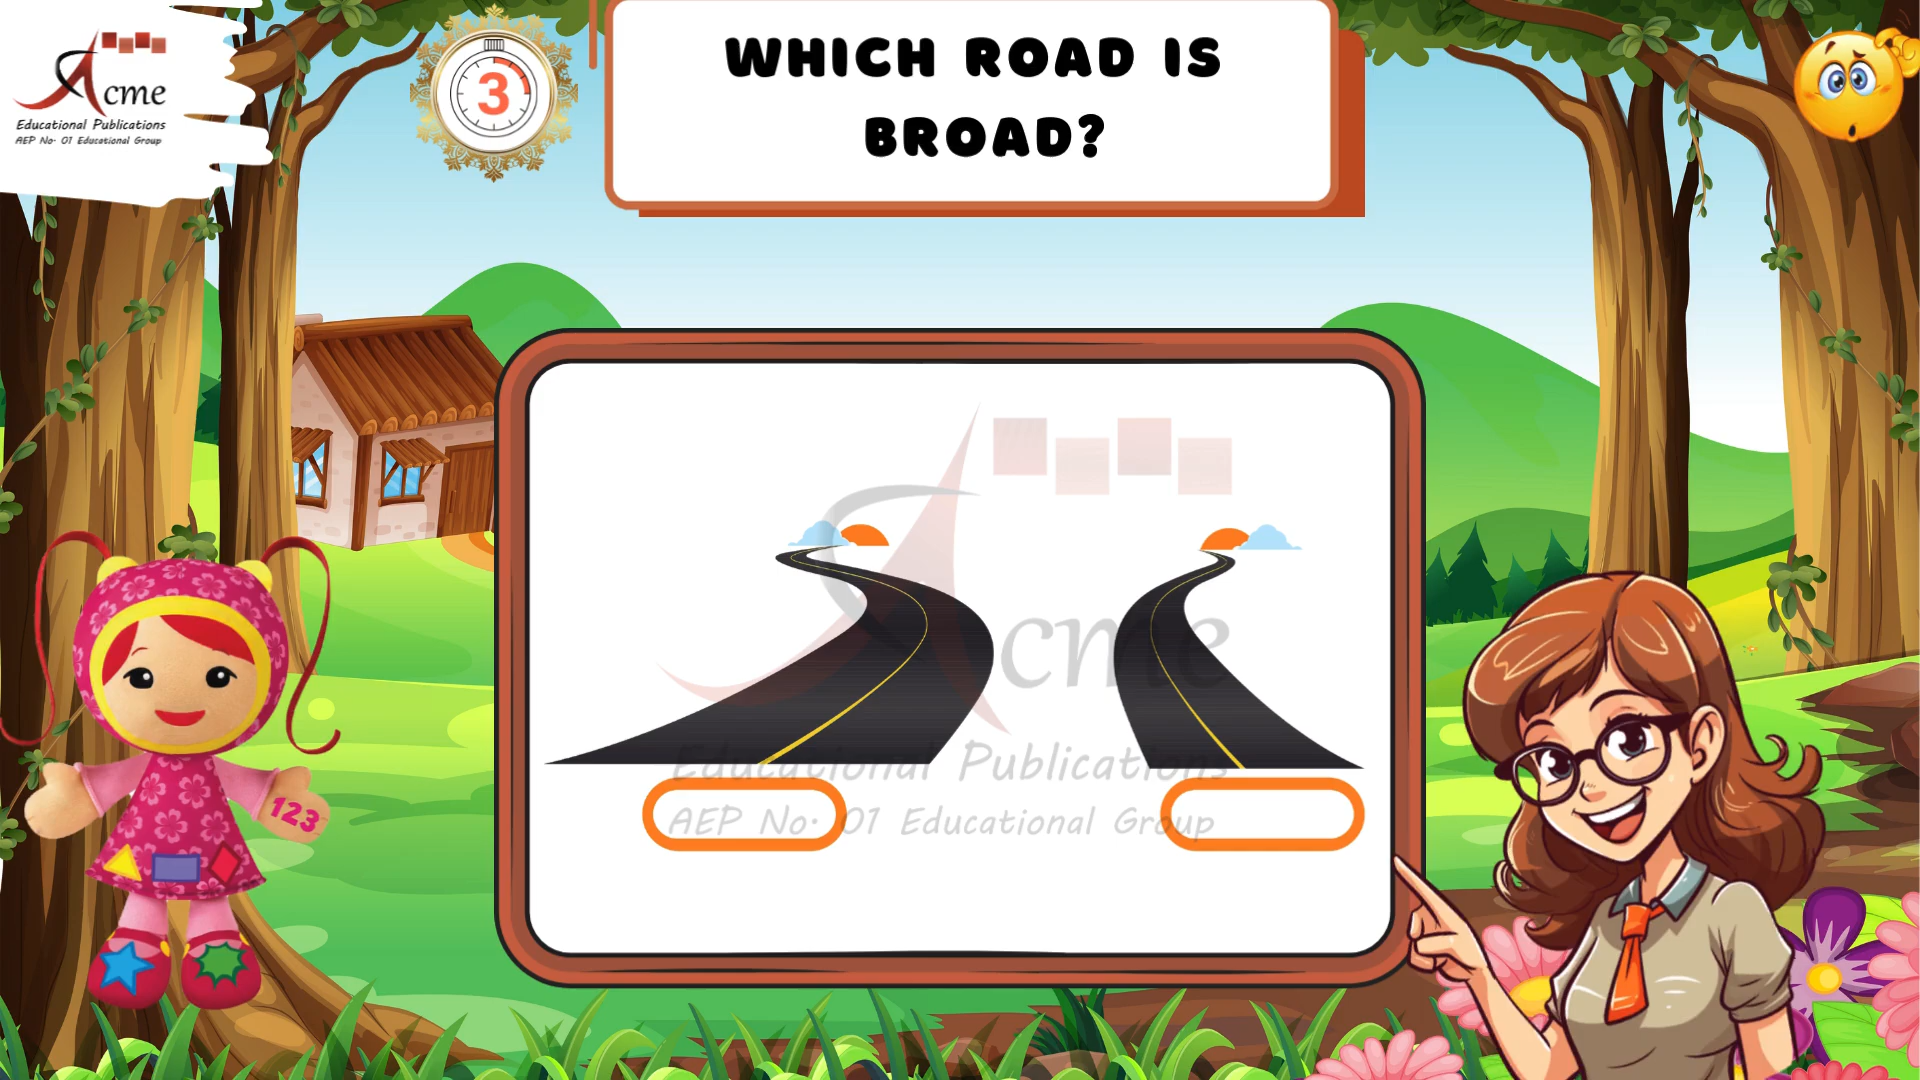 Acme
Educational Publications
AEP No. 01 Educational Group
3
WHICH ROAD IS
BROAD?
Acme
Educational Publications
AEP No. 01 Educational Group
123